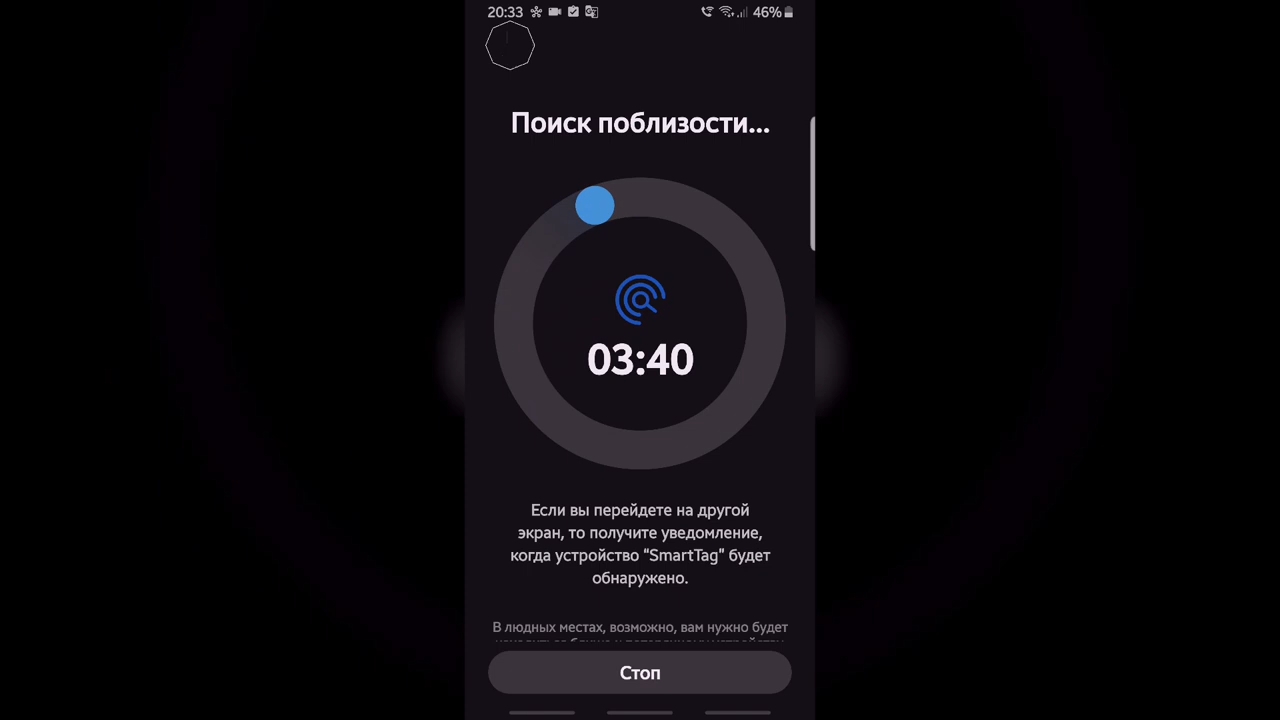 20:33
46%
Поиск поблизости...
03:40
Если вы перейдете на другой
экран, то получите уведомление,
когда устройство "SmartTag" будет
обнаружено.
В людных местах, возможно, вам нужно будет
Стоп